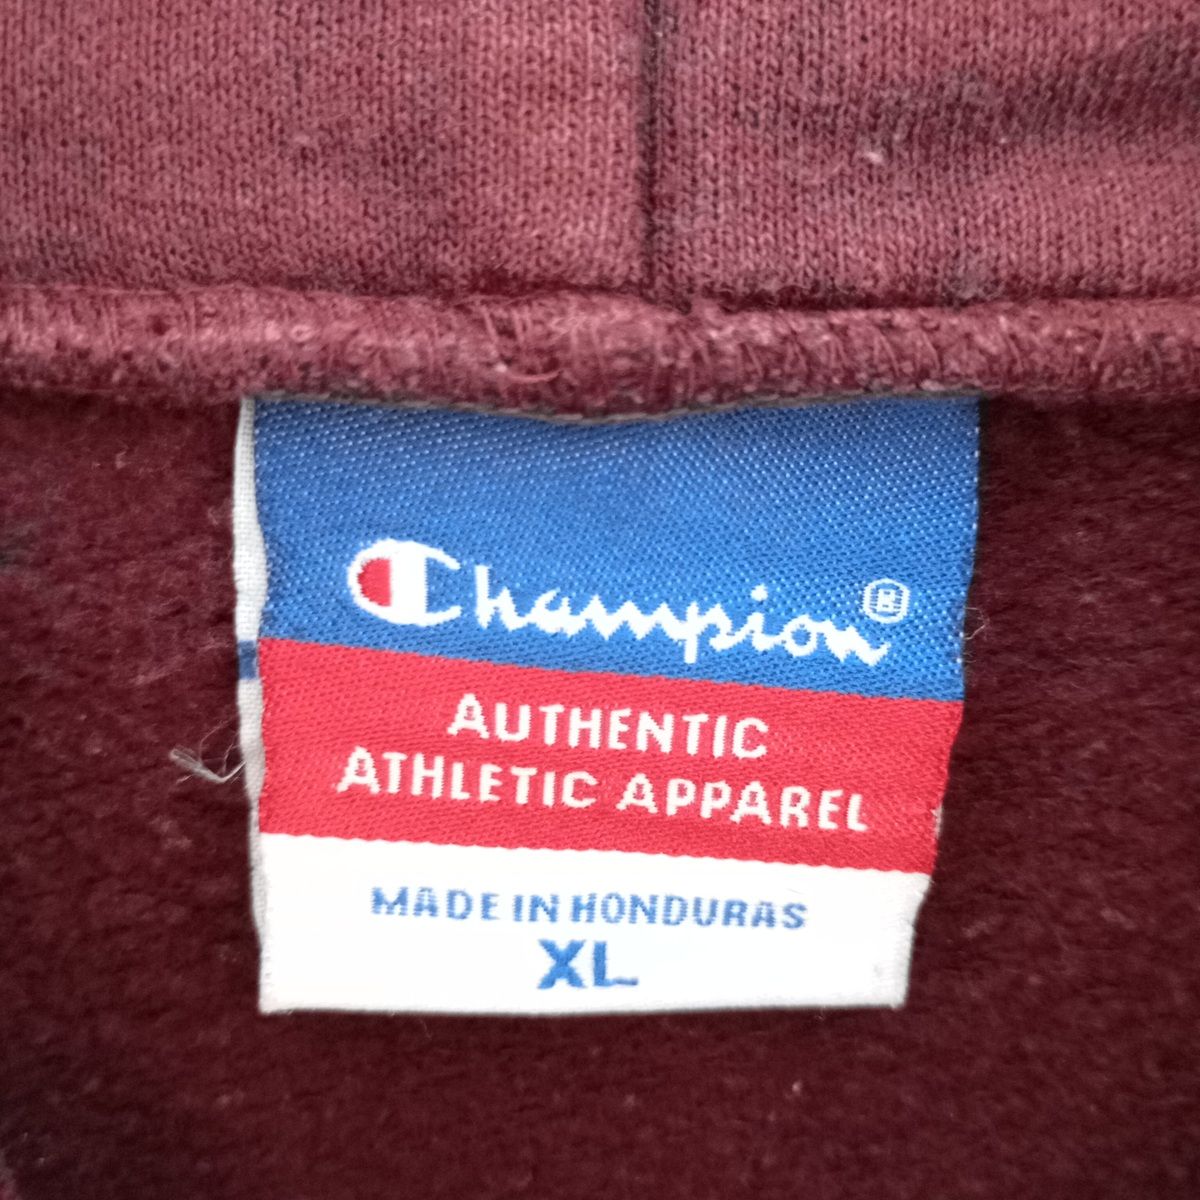 Champion®
AUTHENTIC
ATHLETIC APPAREL
MADE IN HONDURAS
XL